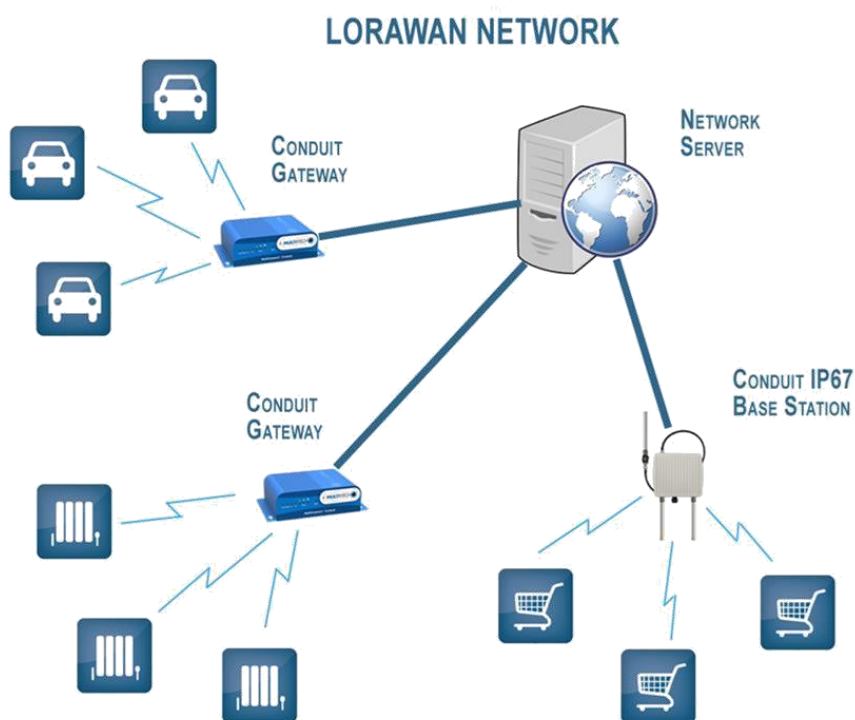 LORAWAN NETWORK
CONDUIT
GATEWAY
NETWORK
SERVER
CONDUIT IP67
BASE STATION
CONDUIT
GATEWAY